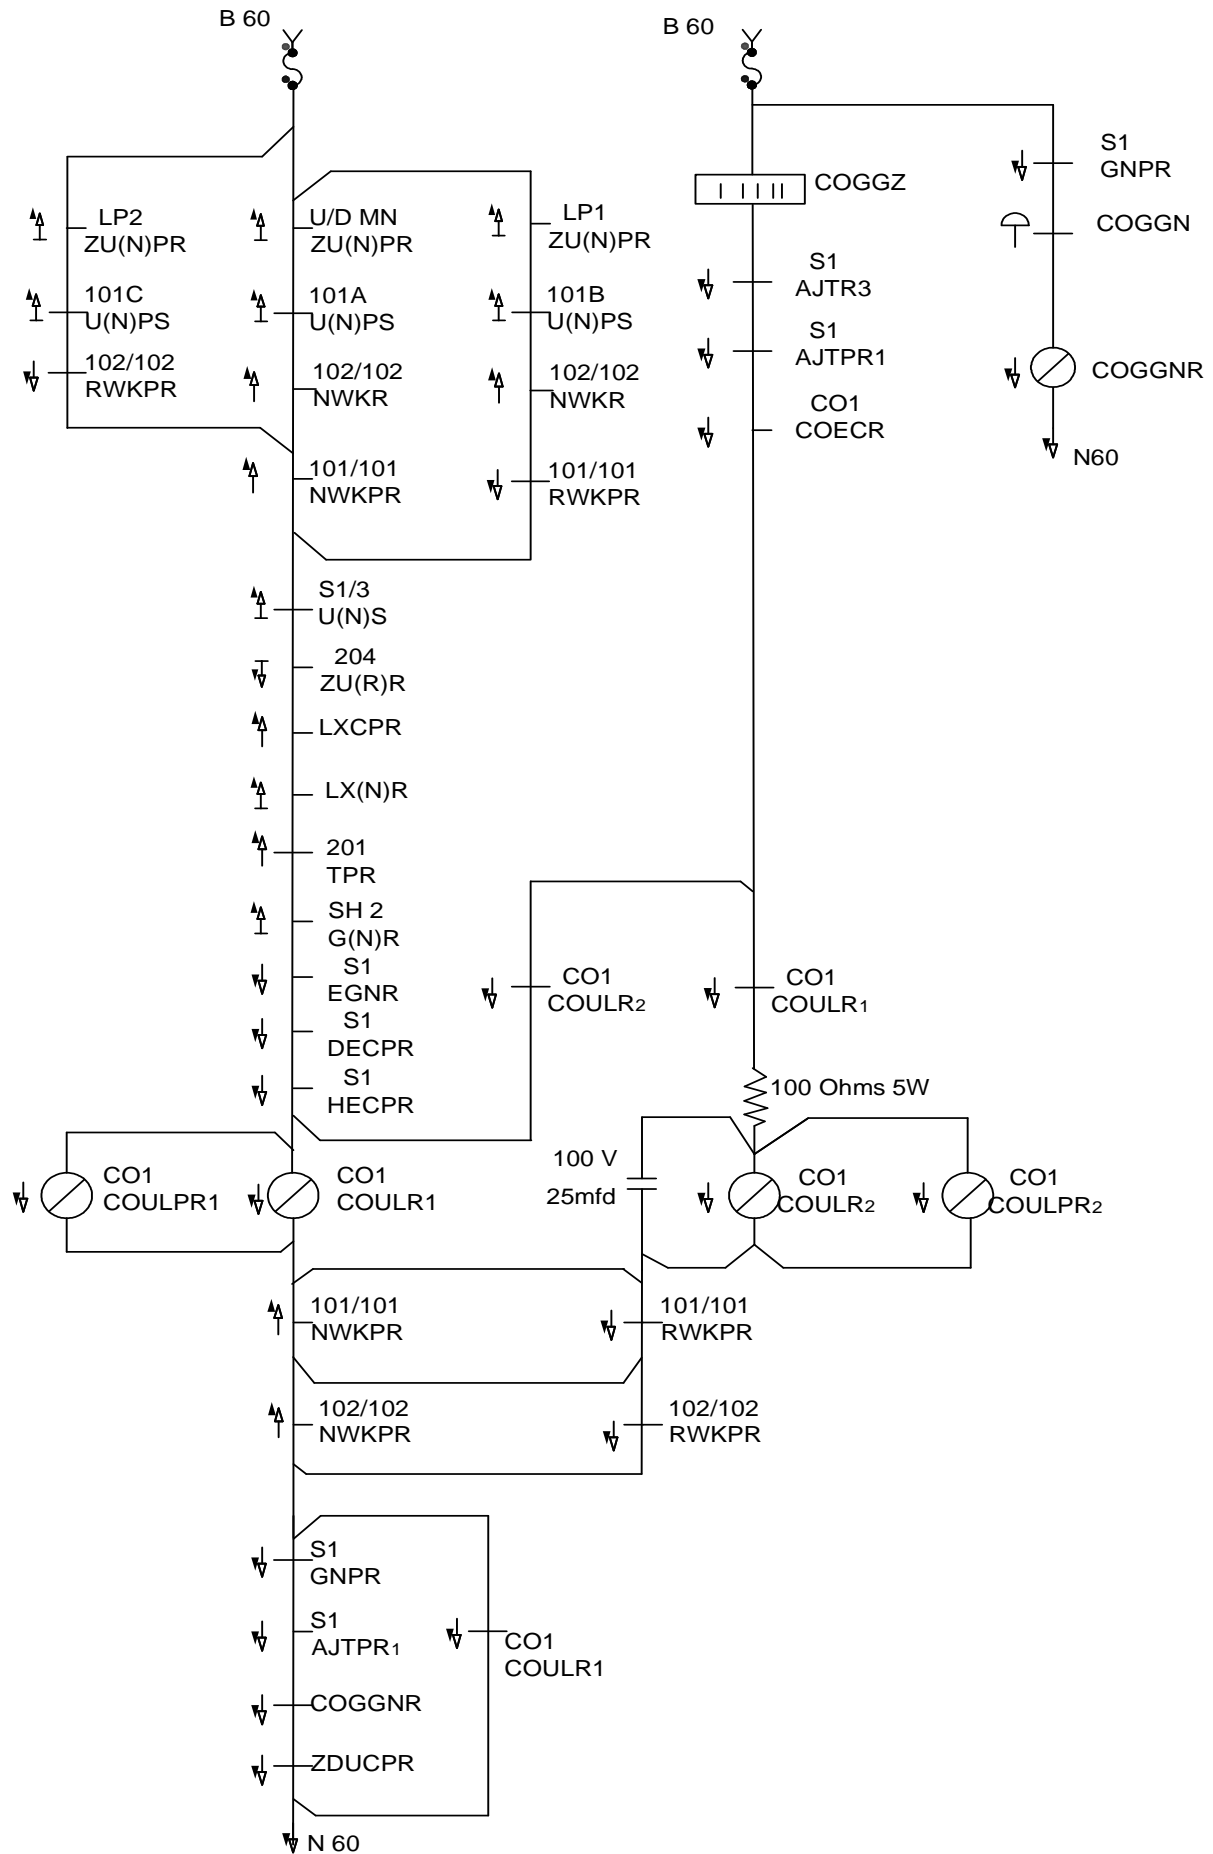 B 60
B 60
S1
GNPR
COGGZ
LP2
ZU(N)PR
U/D MN
ZU(N)PR
LP1
ZU(N)PR
COGGN
S1
AJTR3
101C
U(N)PS
101A
U(N)PS
101B
U(N)PS
S1
AJTPR1
102/102
RWKPR
102/102
NWKR
102/102
NWKR
COGGNR
CO1
COECR
N60
101/101
NWKPR
101/101
RWKPR
S1/3
U(N)S
204
ZU(R)R
LXCPR
LX(N)R
201
TPR
SH 2
G(N)R
S1
EGNR
CO1
COULR2
CO1
COULR1
S1
DECPR
S1
HECPR
100 Ohms 5W
100 V
25mfd
CO1
COULPR1
CO1
COULR1
CO1
COULR2
CO1
COULPR2
101/101
NWKPR
101/101
RWKPR
102/102
NWKPR
102/102
RWKPR
S1
GNPR
S1
AJTPR1
CO1
COULR1
COGGNR
ZDUCPR
N 60